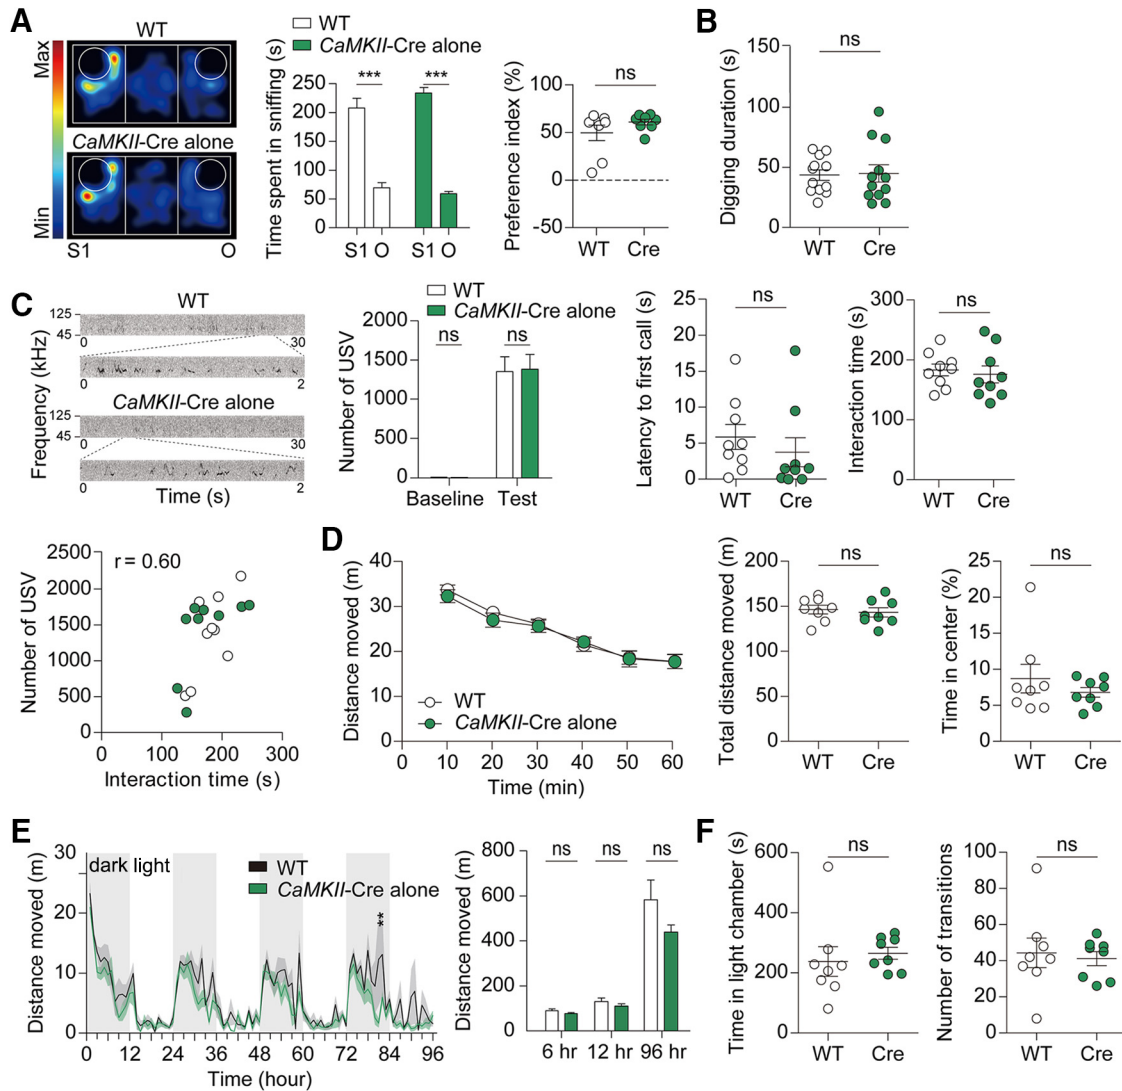 A
WT
Max
CaMKII-Cre alone
Min
S1
O
WT
CaMKII-Cre alone
Time spent in sniffing (s)
250
200
150
100
50
0
***
***
S1 O
S1 O
Preference index (%)
100
50
0
-50
ns
WT
Cre
B
Digging duration (s)
150
100
50
0
ns
WT
Cre
C
WT
Frequency (kHz)
125
45
0
30
0
2
CaMKII-Cre alone
125
45
0
30
0
2
Time (s)
WT
CaMKII-Cre alone
Number of USV
2000
1500
1000
500
0
ns
ns
Baseline
Test
Latency to first call (s)
25
20
15
10
5
0
ns
WT
Cre
Interaction time (s)
300
200
100
0
ns
WT
Cre
Number of USV
2500
2000
1500
1000
500
0
r = 0.60
0
100
200
300
Interaction time (s)
D
Distance moved (m)
40
30
20
10
0
WT
CaMKII-Cre alone
0
10
20
30
40
50
60
Time (min)
Total distance moved (m)
200
150
100
50
0
ns
WT
Cre
Time in center (%)
25
20
15
10
5
0
ns
WT
Cre
E
Distance moved (m)
30
20
10
0
dark light
WT
CaMKII-Cre alone
**
0
12
24
36
48
60
72
84
96
Time (hour)
Distance moved (m)
800
600
400
200
0
ns
ns
ns
6 hr
12 hr
96 hr
F
Time in light chamber (s)
600
400
200
0
ns
WT
Cre
Number of transitions
100
80
60
40
20
0
ns
WT
Cre